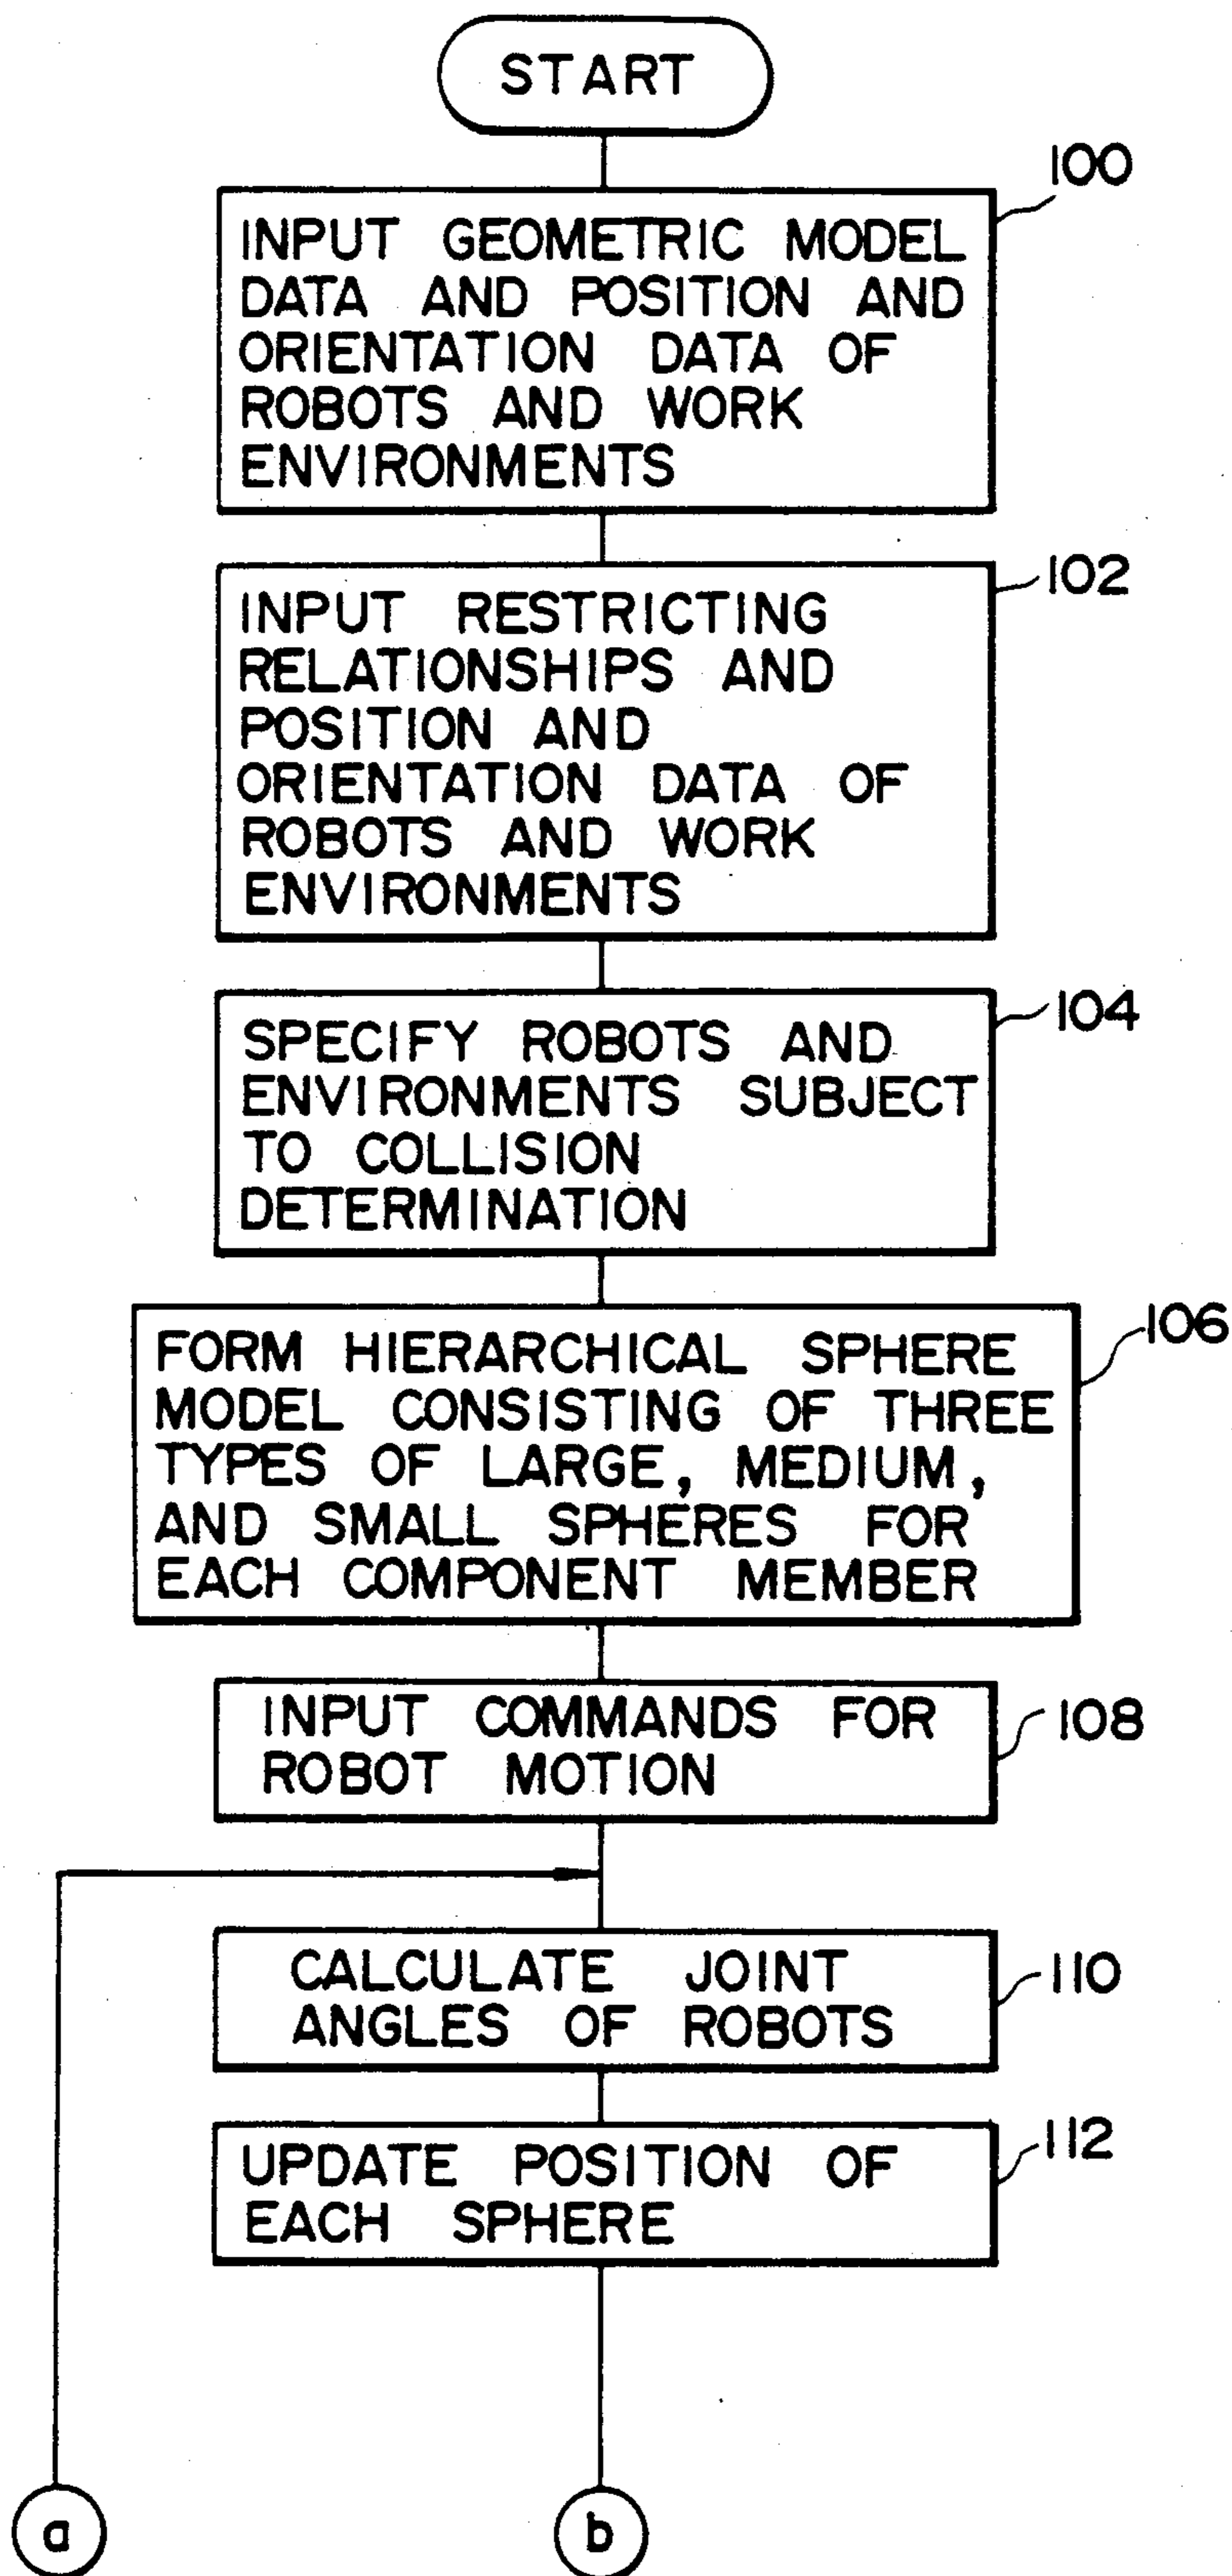 START
100
INPUT GEOMETRIC MODEL
DATA AND POSITION AND
ORIENTATION DATA OF
ROBOTS AND WORK
ENVIRONMENTS
102
INPUT RESTRICTING
RELATIONSHIPS AND
POSITION AND
ORIENTATION DATA OF
ROBOTS AND WORK
ENVIRONMENTS
104
SPECIFY ROBOTS AND
ENVIRONMENTS SUBJECT
TO COLLISION
DETERMINATION
106
FORM HIERARCHICAL SPHERE
MODEL CONSISTING OF THREE
TYPES OF LARGE, MEDIUM,
AND SMALL SPHERES FOR
EACH COMPONENT MEMBER
108
INPUT COMMANDS FOR
ROBOT MOTION
110
CALCULATE JOINT
ANGLES OF ROBOTS
112
UPDATE POSITION OF
EACH SPHERE
a
b